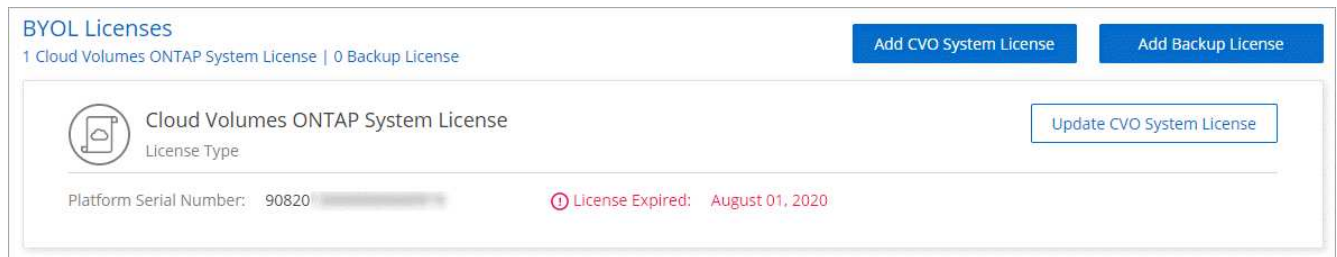 BYOL Licenses
1 Cloud Volumes ONTAP System License | 0 Backup License
Add CVO System License
Add Backup License
Cloud Volumes ONTAP System License
License Type
Update CVO System License
Platform Serial Number: 90820
License Expired: August 01, 2020